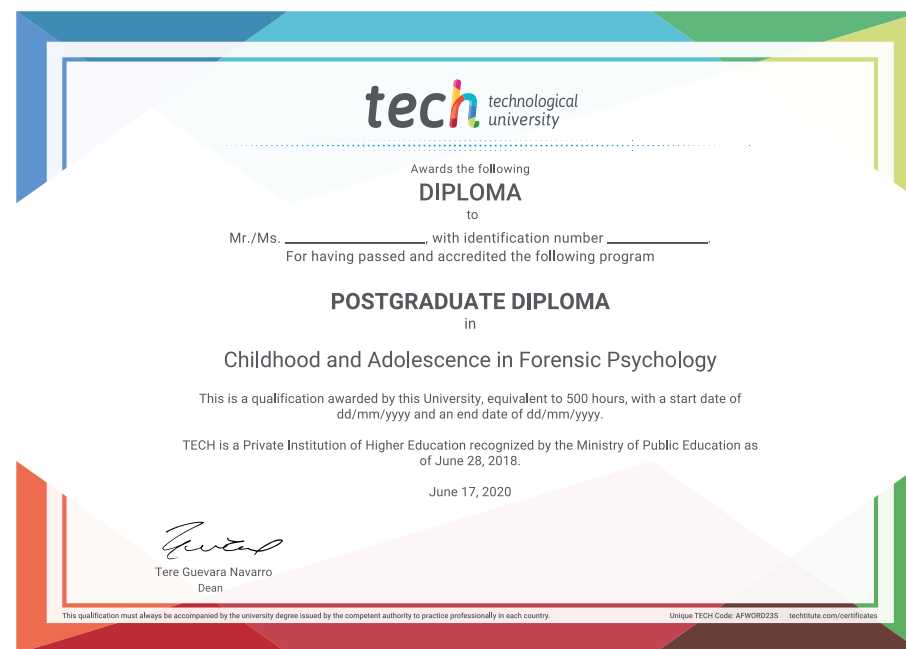 tech technological
university
Awards the following
DIPLOMA
to
Mr./Ms. ____________________, with identification number ______________.
For having passed and accredited the following program
POSTGRADUATE DIPLOMA
in
Childhood and Adolescence in Forensic Psychology
This is a qualification awarded by this University, equivalent to 500 hours, with a start date of
dd/mm/yyyy and an end date of dd/mm/yyyy.
TECH is a Private Institution of Higher Education recognized by the Ministry of Public Education as
of June 28, 2018.
June 17, 2020
Tere Guevara Navarro
Dean
This qualification must always be accompanied by the university degree issued by the competent authority to practice professionally in each country. Unique TECH Code: AFWORD23S techtitute.com/certificates